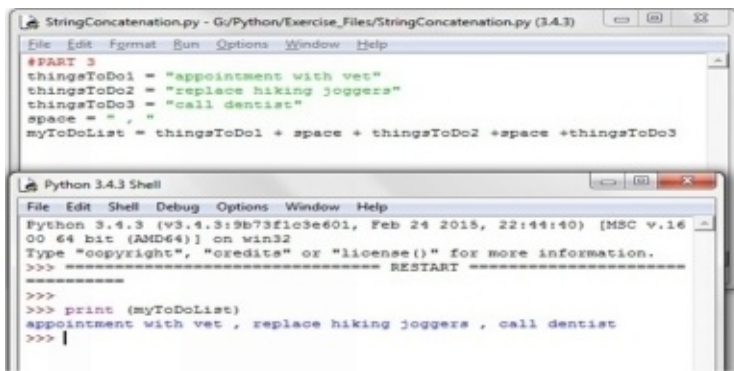 StringConcatenation.py - G:/Python/Exercise_Files/StringConcatenation.py (3.4.3)
File Edit Format Run Options Window Help
#PART 3
thingsToDo1 = "appointment with vet"
thingsToDo2 = "replace hiking joggers"
thingsToDo3 = "call dentist"
space = " , "
myToDoList = thingsToDo1 + space + thingsToDo2 +space +thingsToDo3
Python 3.4.3 Shell
File Edit Shell Debug Options Window Help
Python 3.4.3 (v3.4.3:9b73f1c3e601, Feb 24 2015, 22:44:40) [MSC v.16
00 64 bit (AMD64)] on win32
Type "copyright", "credits" or "license()" for more information.
>>> ================================ RESTART ======================
==========
>>>
>>> print (myToDoList)
appointment with vet , replace hiking joggers , call dentist
>>>